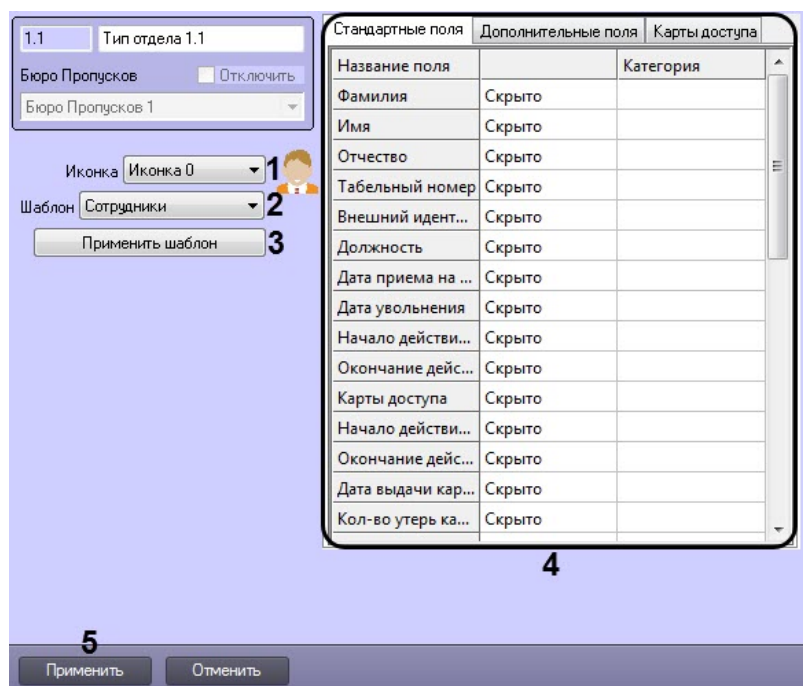 1.1 Тип отдела 1.1
Бюро Пропусков Отключить
Бюро Пропусков 1
Иконка Иконка 0 1
Шаблон Сотрудники 2
Применить шаблон 3
Стандартные поля Дополнительные поля Карты доступа
Название поля Категория
Фамилия Скрыто
Имя Скрыто
Отчество Скрыто
Табельный номер Скрыто
Внешний идент... Скрыто
Должность Скрыто
Дата приема на ... Скрыто
Дата увольнения Скрыто
Начало действи... Скрыто
Окончание дейс... Скрыто
Карты доступа Скрыто
Начало действи... Скрыто
Окончание дейс... Скрыто
Дата выдачи кар... Скрыто
Кол-во утерь ка... Скрыто
4
5
Применить Отменить